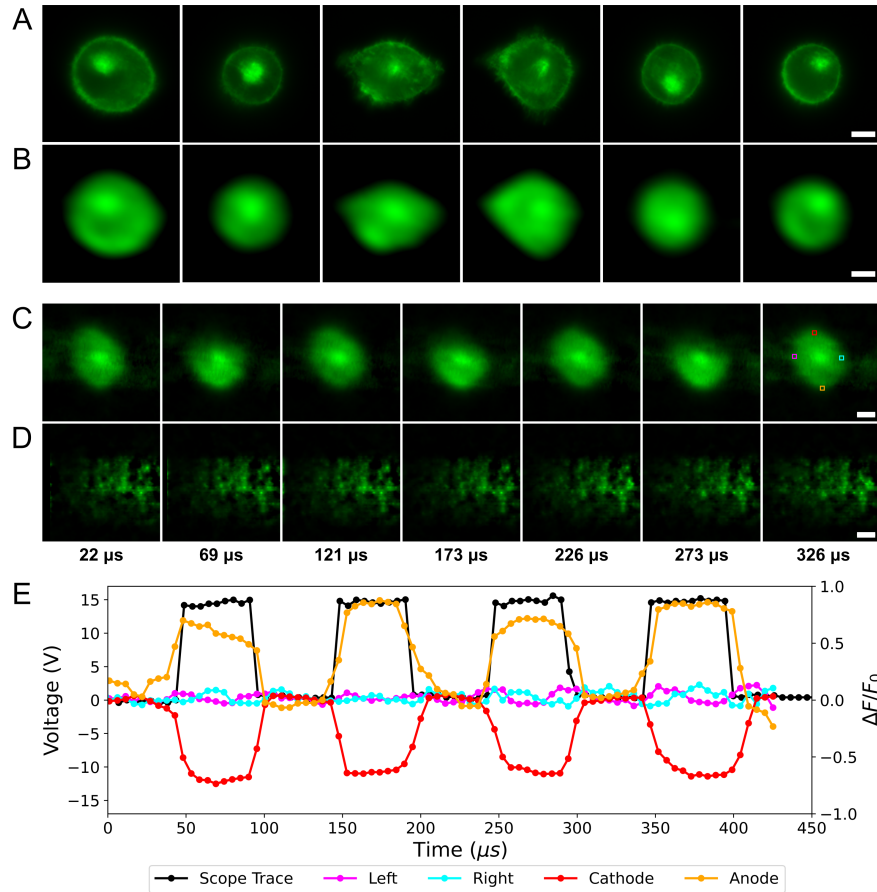 A
B
C
D
22 μs
69 μs
121 μs
173 μs
226 μs
273 μs
326 μs
E
Voltage (V)
15
10
5
0
−5
−10
−15
1.0
0.5
0.0
−0.5
−1.0
ΔF/F0
0
50
100
150
200
250
300
350
400
450
Time (μs)
Scope Trace
Left
Right
Cathode
Anode